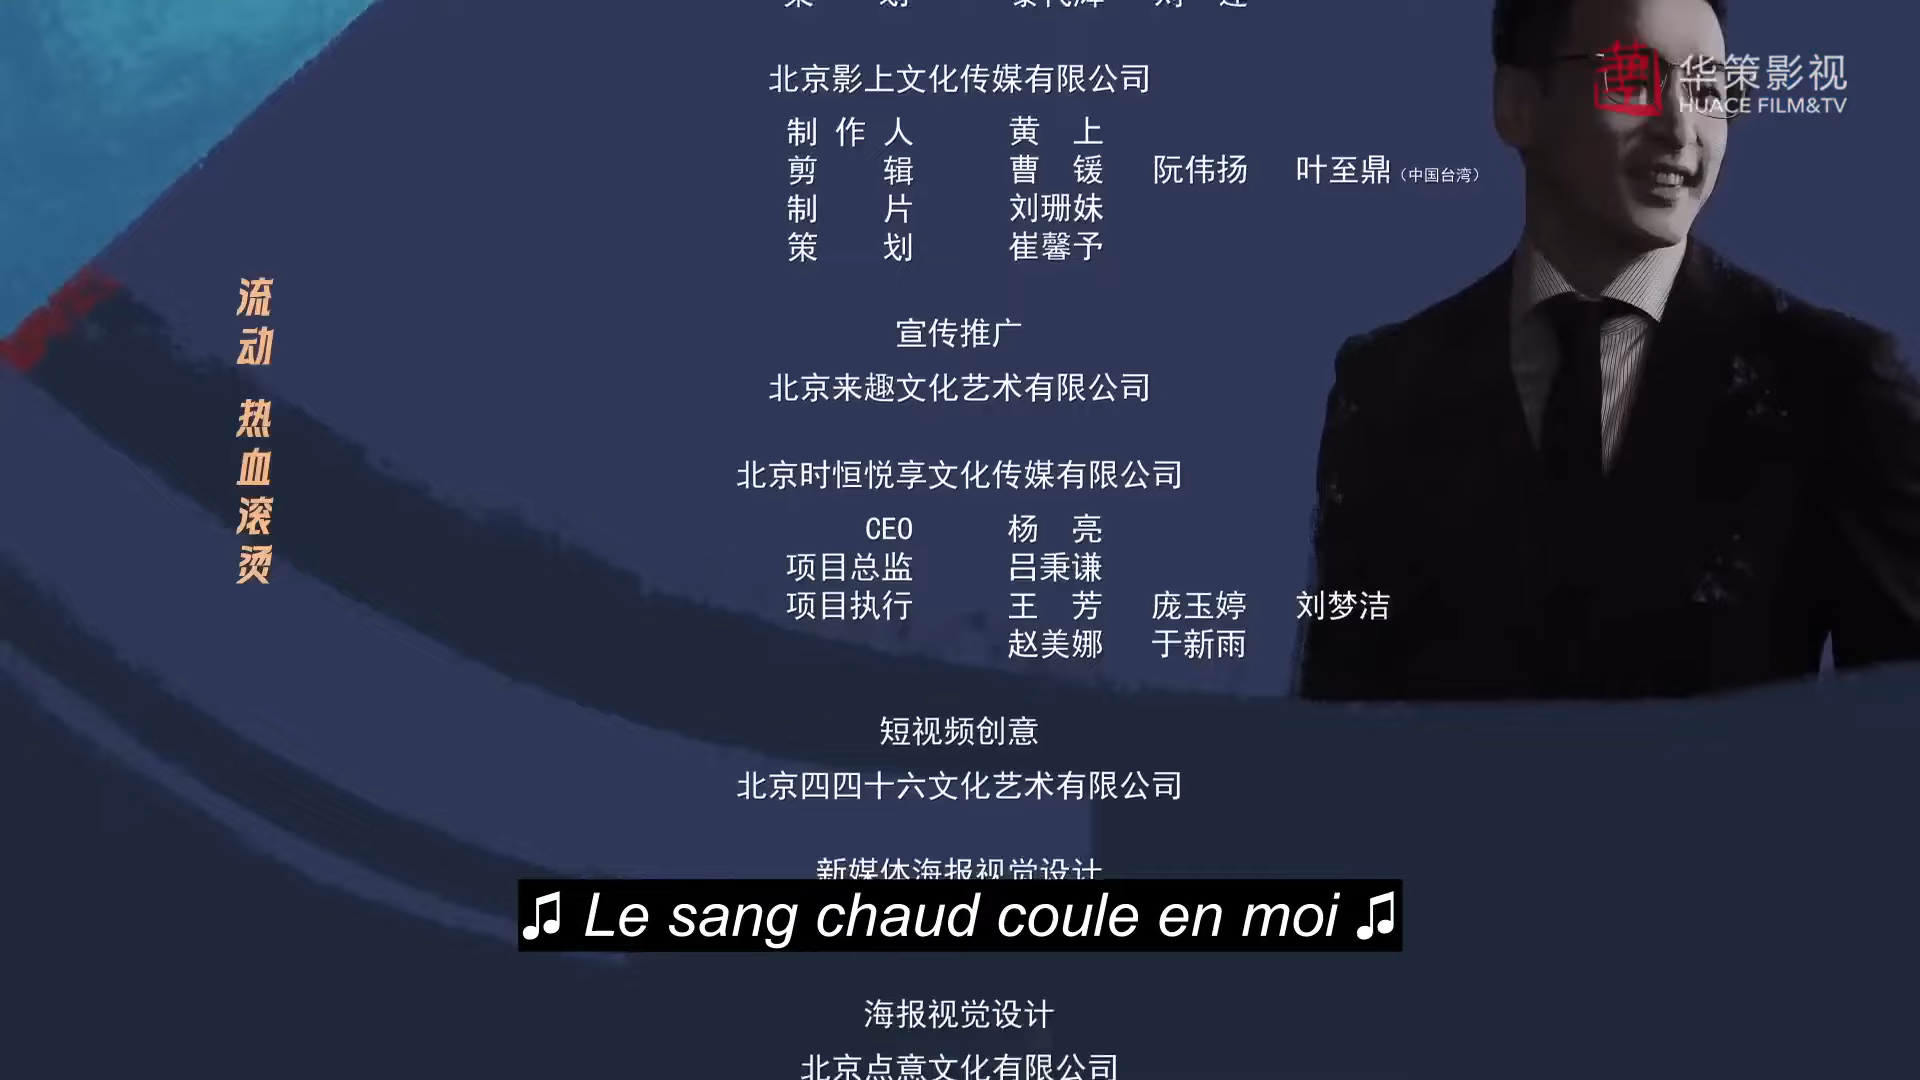 北京影上文化传媒有限公司
制作人 黄上
剪辑 曹锾 阮伟扬 叶至鼎（中国台湾）
制片 刘珊妹
策划 崔馨予
宣传推广
北京来趣文化艺术有限公司
北京时恒悦享文化传媒有限公司
CEO 杨亮
项目总监 吕秉谦
项目执行 王芳 庞玉婷 刘梦洁
赵美娜 于新雨
短视频创意
北京四四十六文化艺术有限公司
新媒体海报视觉设计
♫ Le sang chaud coule en moi ♫
海报视觉设计
北京点意文化有限公司
流动 热血滚烫
华策影视
HUACE FILM&TV